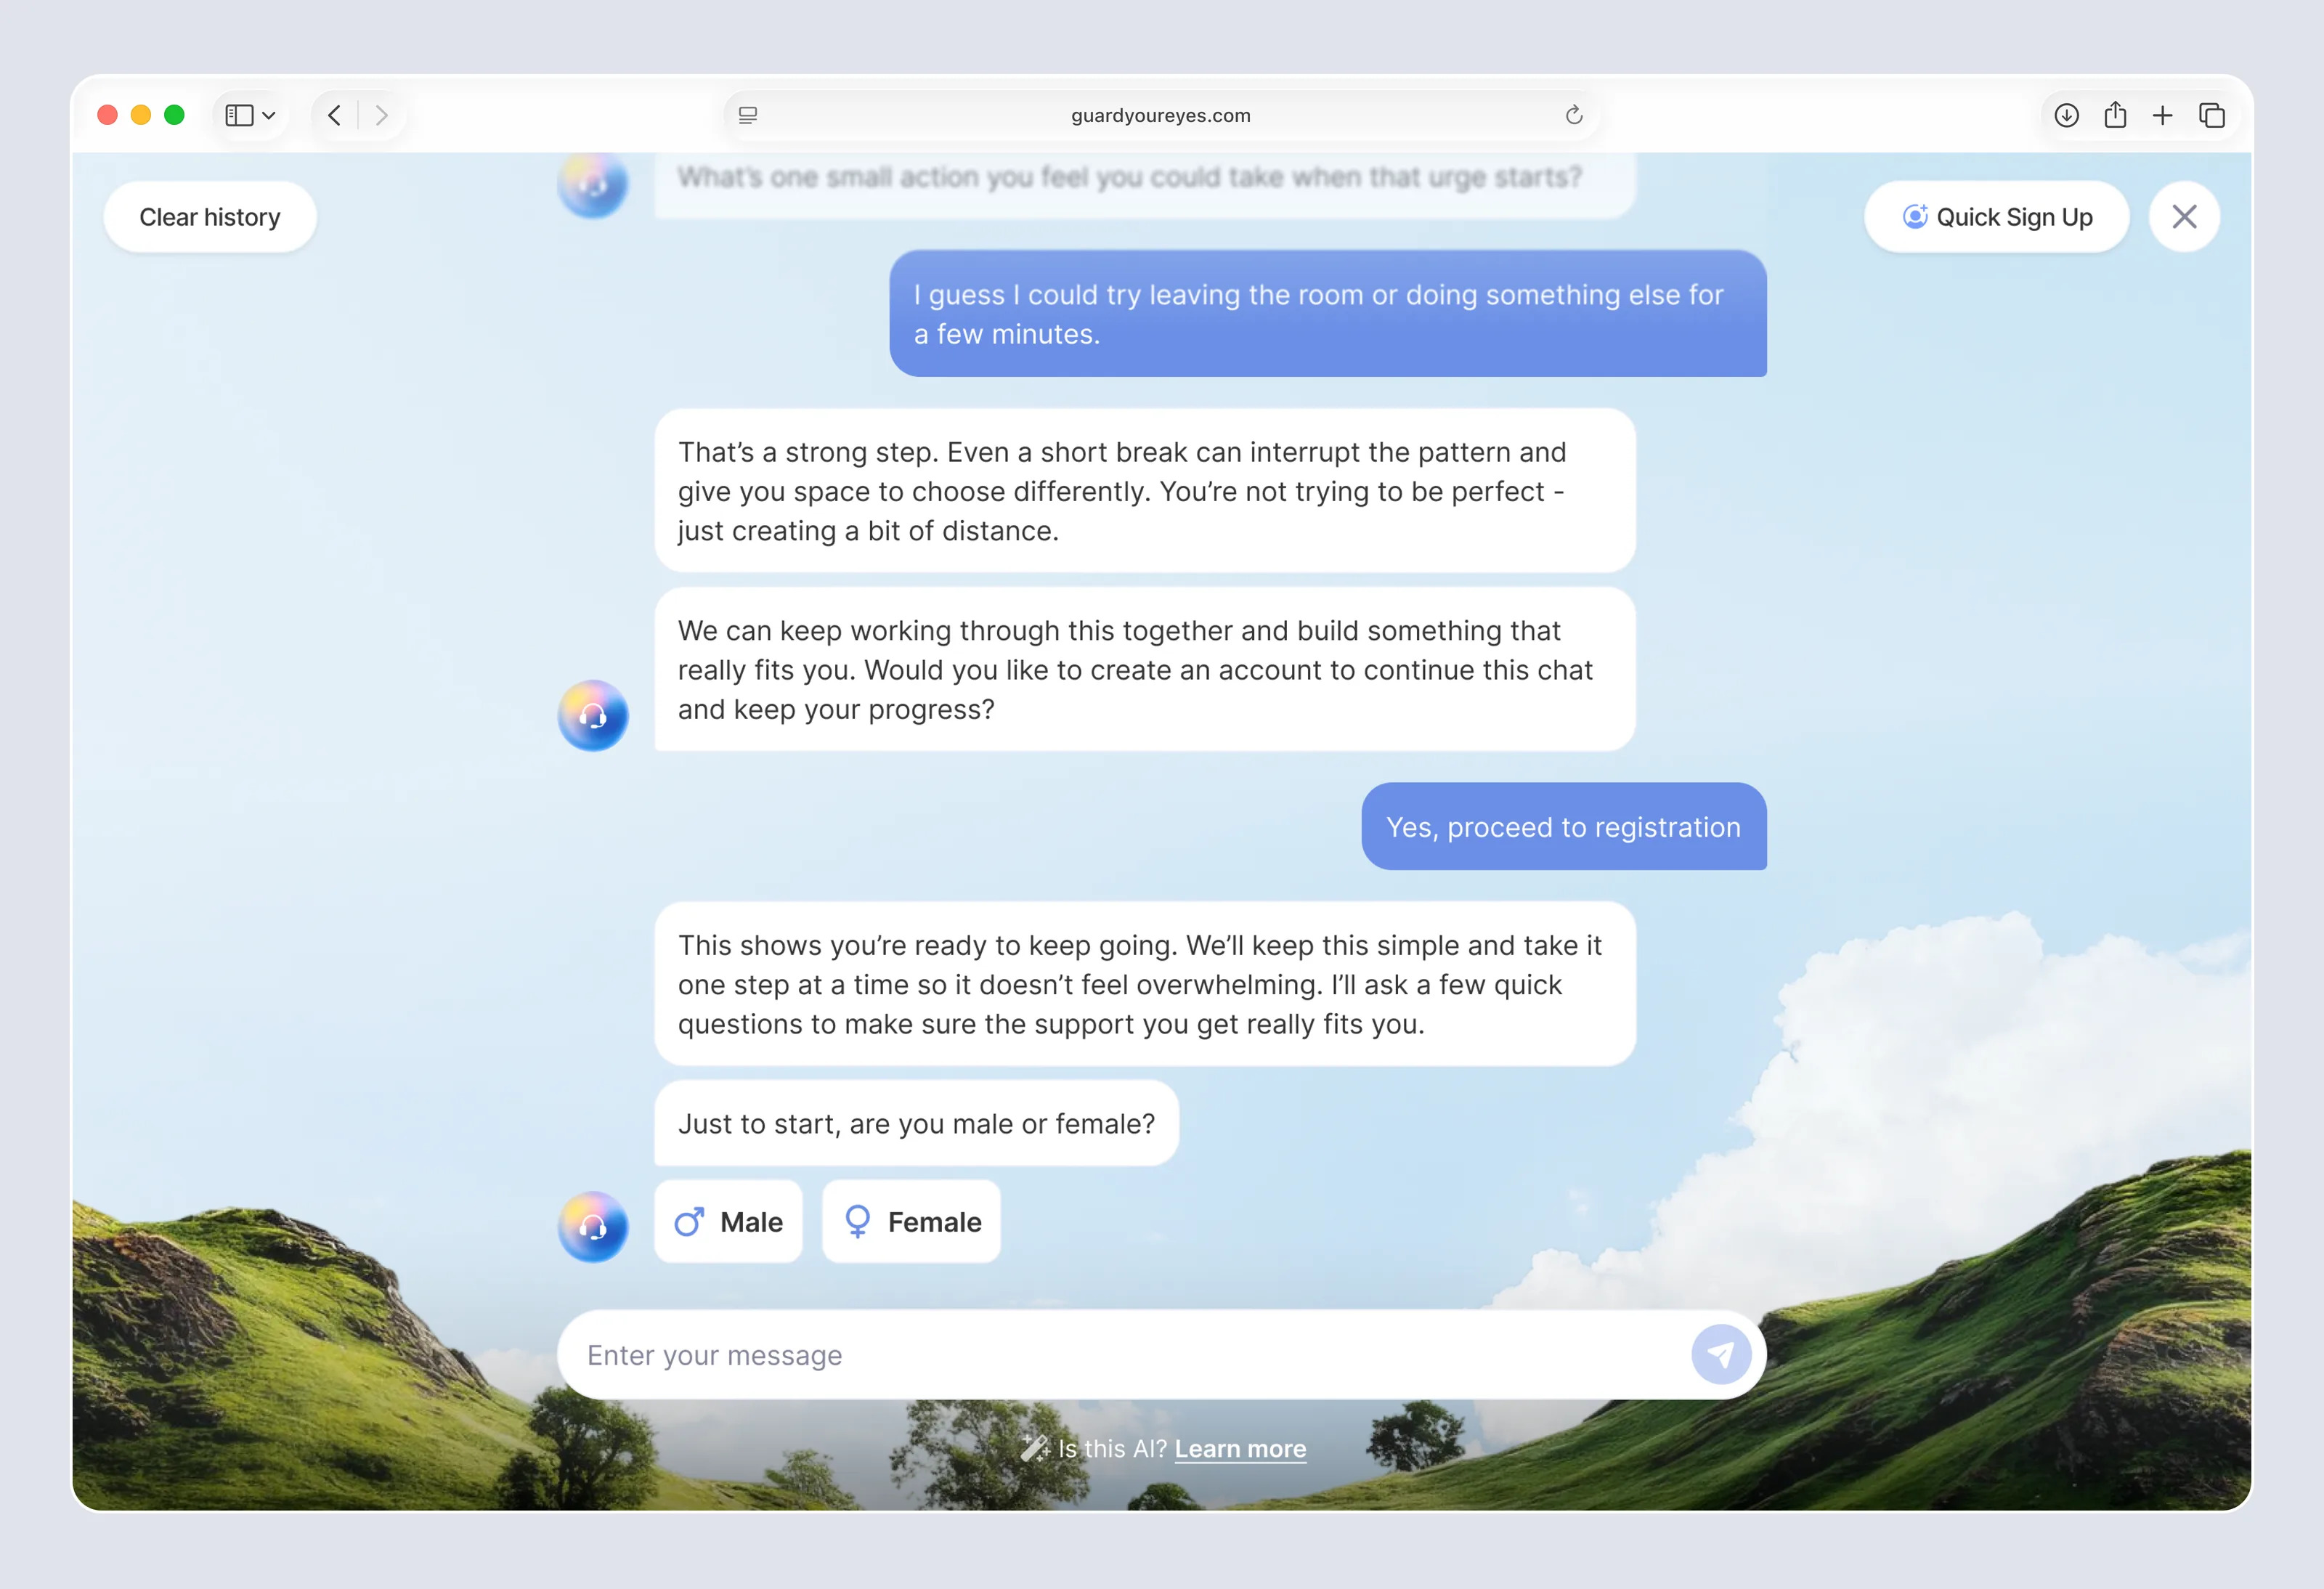 guardyoureyes.com
Clear history
Quick Sign Up
What's one small action you feel you could take when that urge starts?
I guess I could try leaving the room or doing something else for
a few minutes.
That's a strong step. Even a short break can interrupt the pattern and
give you space to choose differently. You're not trying to be perfect -
just creating a bit of distance.
We can keep working through this together and build something that
really fits you. Would you like to create an account to continue this chat
and keep your progress?
Yes, proceed to registration
This shows you're ready to keep going. We'll keep this simple and take it
one step at a time so it doesn't feel overwhelming. I'll ask a few quick
questions to make sure the support you get really fits you.
Just to start, are you male or female?
Male
Female
Enter your message
Is this AI? Learn more